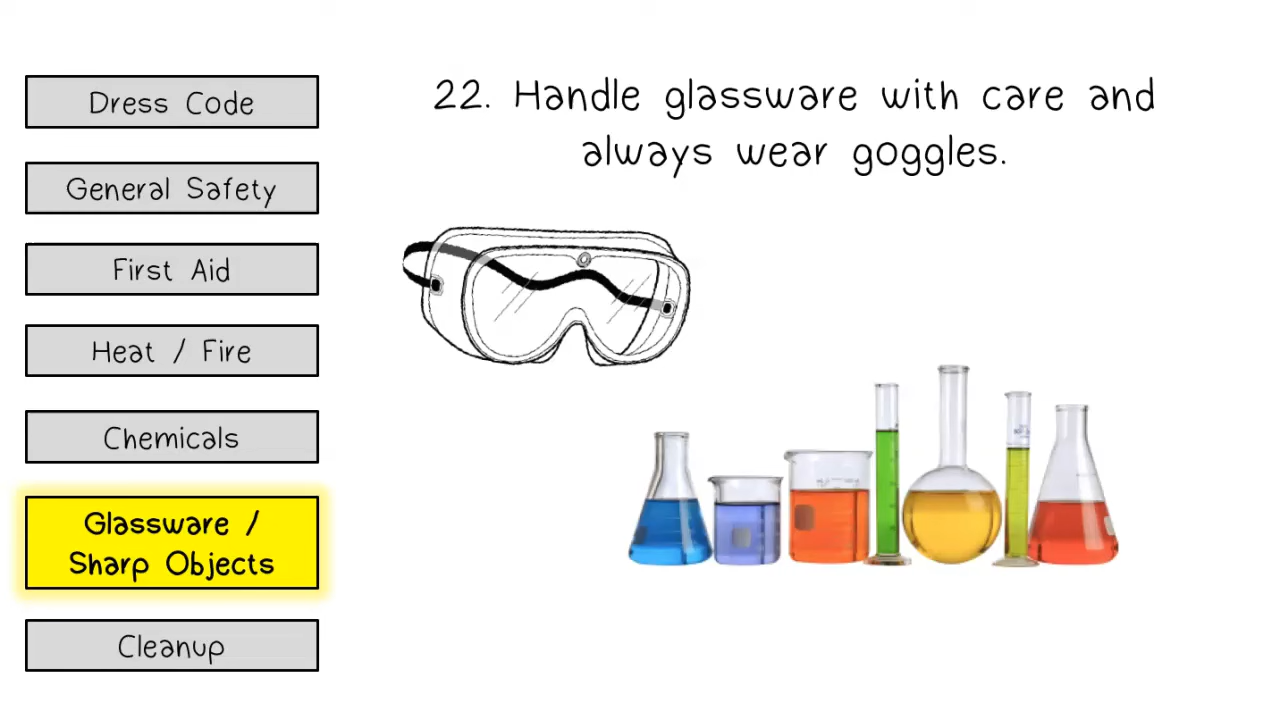 Dress Code
General Safety
First Aid
Heat / Fire
Chemicals
Glassware /
Sharp Objects
Cleanup
22. Handle glassware with care and
always wear goggles.